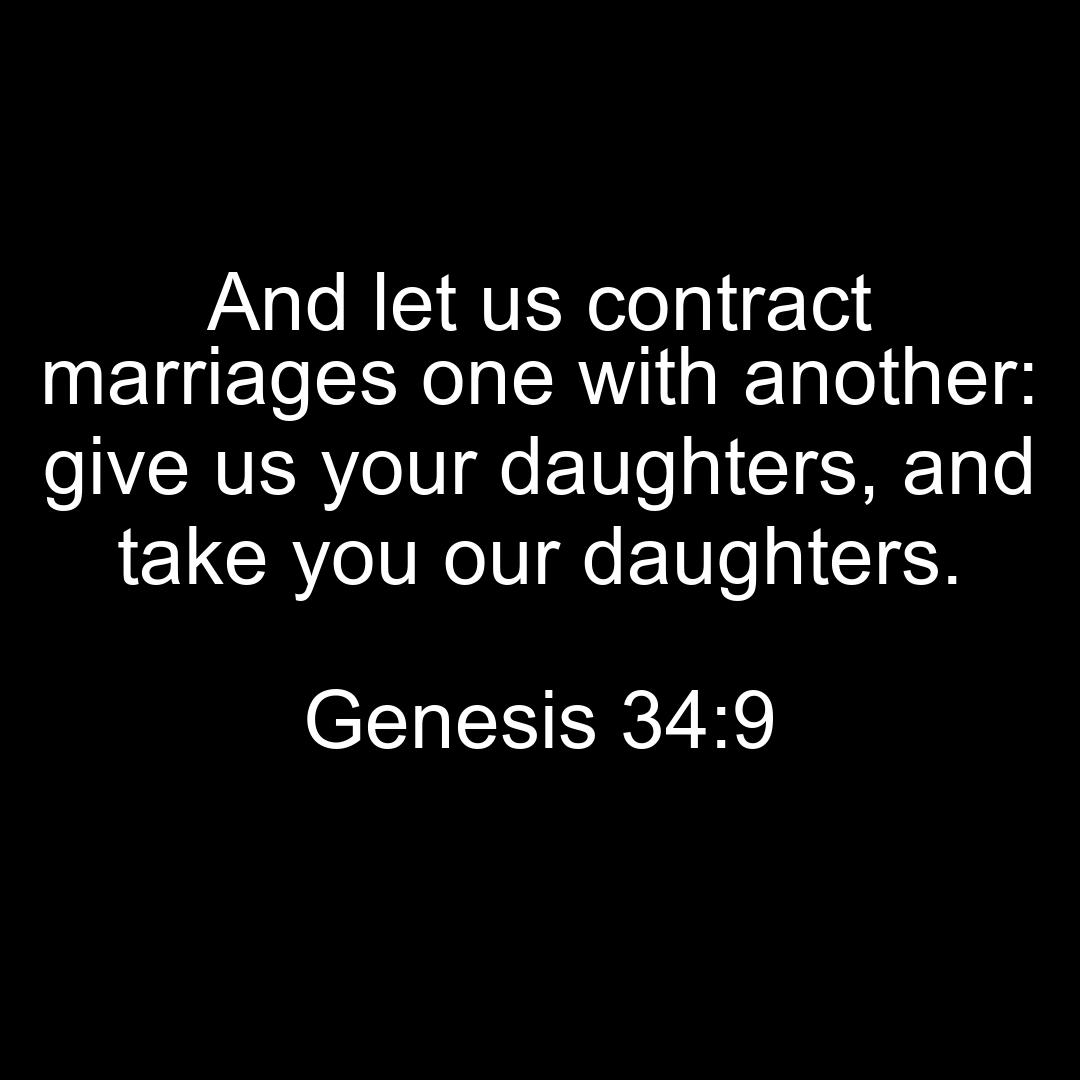 And let us contract
marriages one with another:
give us your daughters, and
take you our daughters.
Genesis 34:9